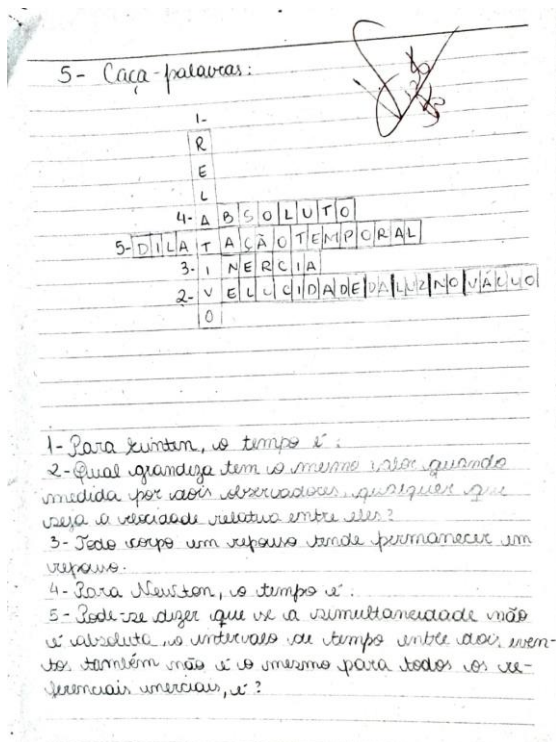 5- Caça-palavras:
1-
R
E
L
4- A B S O L U T O
5- D I L A T A Ç Ã O T E M P O R A L
3- I N E R C I A
2- V E L O C I D A D E D A L U Z N O V Á C U O
O
1- Para, o tempo é:
2- Qual grandeza tem o mesmo valor quando
medida por dois observadores, qualquer que
seja a velocidade relativa entre eles?
3- Todo corpo em repouso tende permanecer em
repouso.
4- Para Newton, o tempo é:
5- Pode-se dizer que se a simultaneidade não
é absoluta, o intervalo de tempo entre dois even-
tos também não é o mesmo para todos os re-
ferenciais inerciais, é?